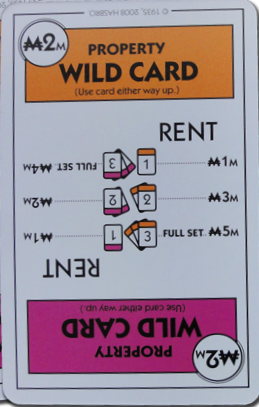 © 1935, 2008 HASBRO
₩2M
PROPERTY
WILD CARD
(Use card either way up.)
RENT
1 ₩1M
2 ₩3M
3 FULL SET ₩5M
RENT
1 ₩1M
2 ₩2M
3 FULL SET ₩4M
₩2M
PROPERTY
WILD CARD
(Use card either way up.)